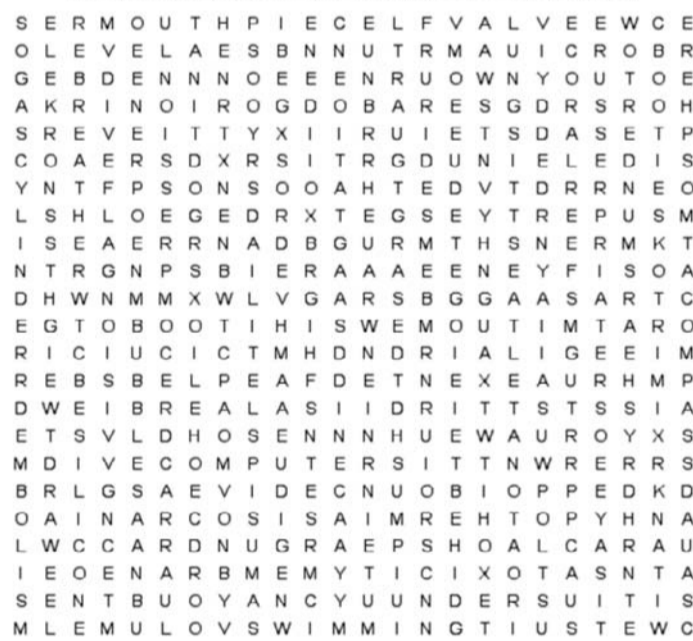 S E R M O U T H P I E C E L F V A L V E E W C E
O L E V E L A E S B N N U T R M A U I C R O B R
G E B D E N N N O E E E N R U O W N Y O U T O E
A K R I N O I R O G D O B A R E S G D R S R O H
S R E V E I T T Y X I I R U I E T S D A S E T P
C O A E R S D X R S I T R G D U N I E L E D I S
Y N T F P S O N S O O A H T E D V T D R R N E O
L S H L O E G E D R X T E G S E Y T R E P U S M
I S E A E R R N A D B G U R M T H S N E R M K T
N T R G N P S B I E R A A A E E N E Y F I S O A
D H W N M M X W L V G A R S B G G A A S A R T C
E G T O B O O T I H I S W E M O U T I M T A R O
R I C I U C I C T M H D N D R I A L I G E E I M
R E B S B E L P E A F D E T N E X E A U R H M P
D W E I B R E A L A S I I D R I T T S T S S I A
E T S V L D H O S E N N N H U E W A U R O Y X S
M D I V E C O M P U T E R S I T T N W R E R R S
B R L G S A E V I D E C N U O B I O P P E D K D
O A I N A R C O S I S A I M R E H T O P Y H N A
L W C C A R D N U G R A E P S H O A L C A R A U
I E O E N A R B M E M Y T I C I X O T A S N T A
S E N T B U O Y A N C Y U U N D E R S U I T I S
M L E M U L O V S W I M M I N G T I U S T E W C